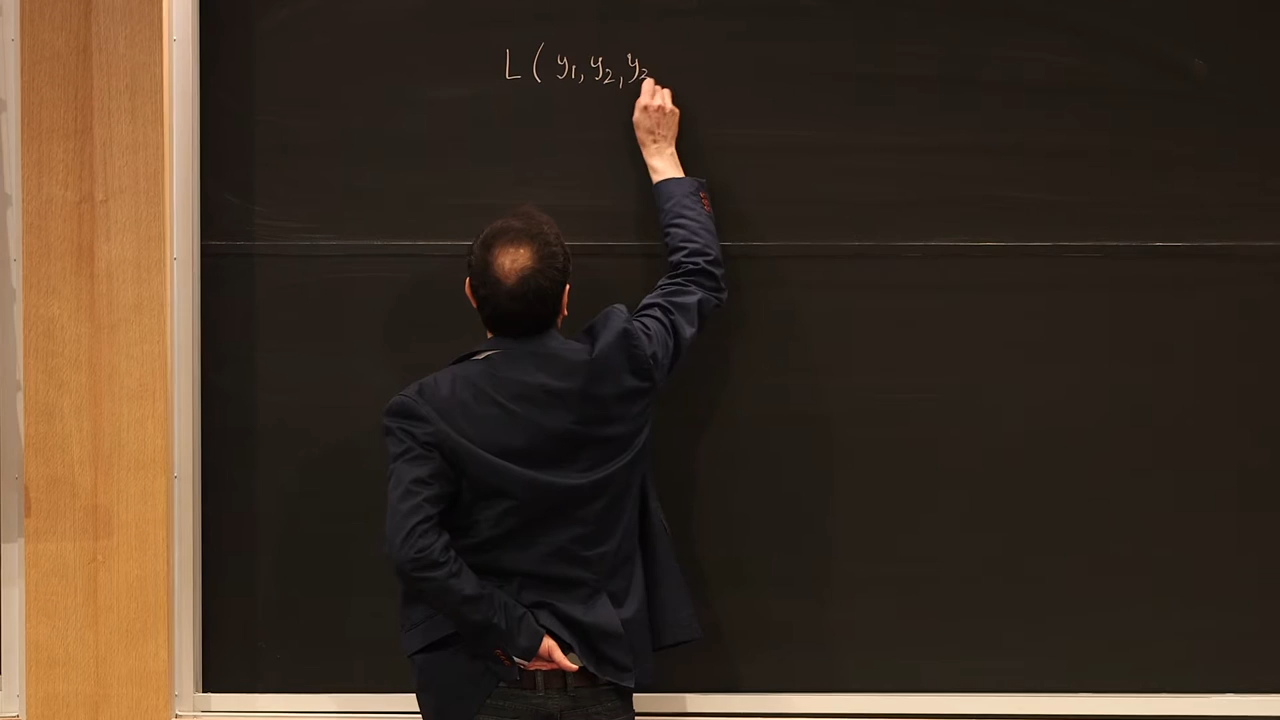 L ( y₁, y₂, y₃